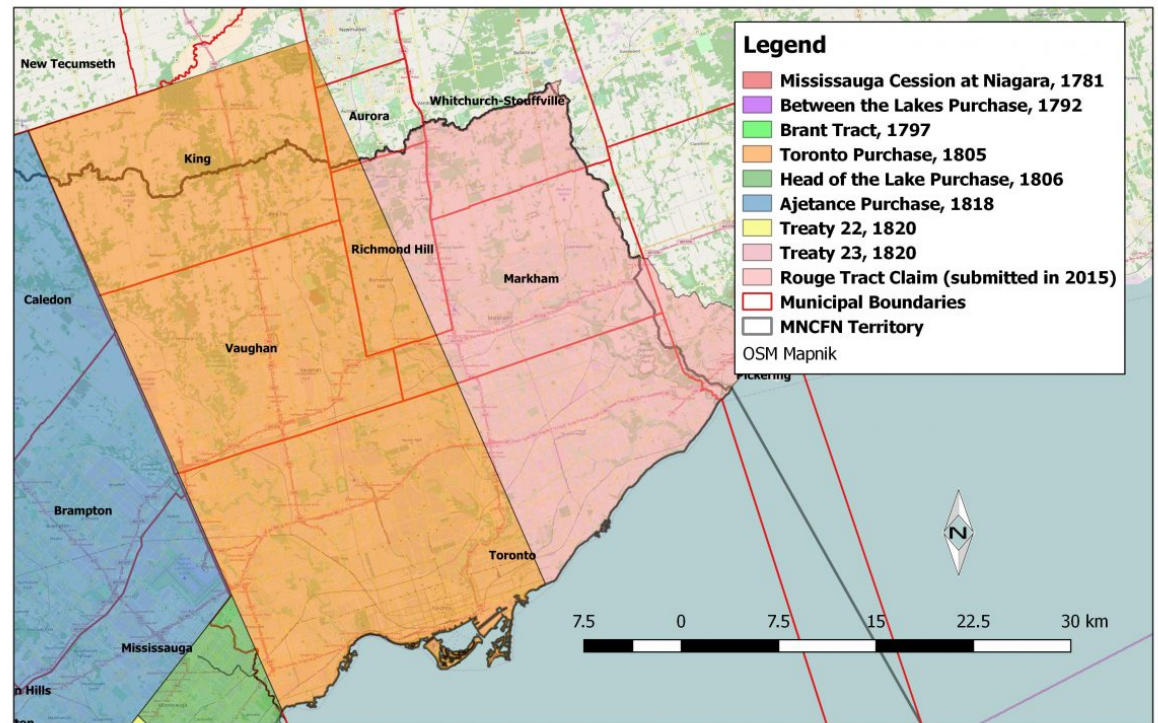 New Tecumseth
Aurora
Whitchurch-Stouffville
King
Richmond Hill
Markham
Caledon
Vaughan
Pickering
Brampton
Toronto
Mississauga
n Hills
ton
Legend
Mississauga Cession at Niagara, 1781
Between the Lakes Purchase, 1792
Brant Tract, 1797
Toronto Purchase, 1805
Head of the Lake Purchase, 1806
Ajetance Purchase, 1818
Treaty 22, 1820
Treaty 23, 1820
Rouge Tract Claim (submitted in 2015)
Municipal Boundaries
MNCFN Territory
OSM Mapnik
N
7.5 0 7.5 15 22.5 30 km